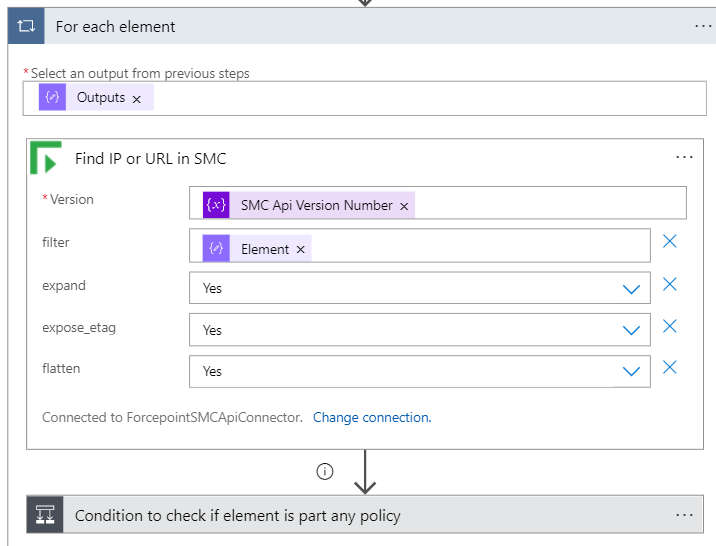 For each element
* Select an output from previous steps
Outputs ×
Find IP or URL in SMC
* Version
{x} SMC Api Version Number ×
filter
Element ×
expand
Yes
expose_etag
Yes
flatten
Yes
Connected to ForcepointSMCApiConnector. Change connection.
Condition to check if element is part any policy